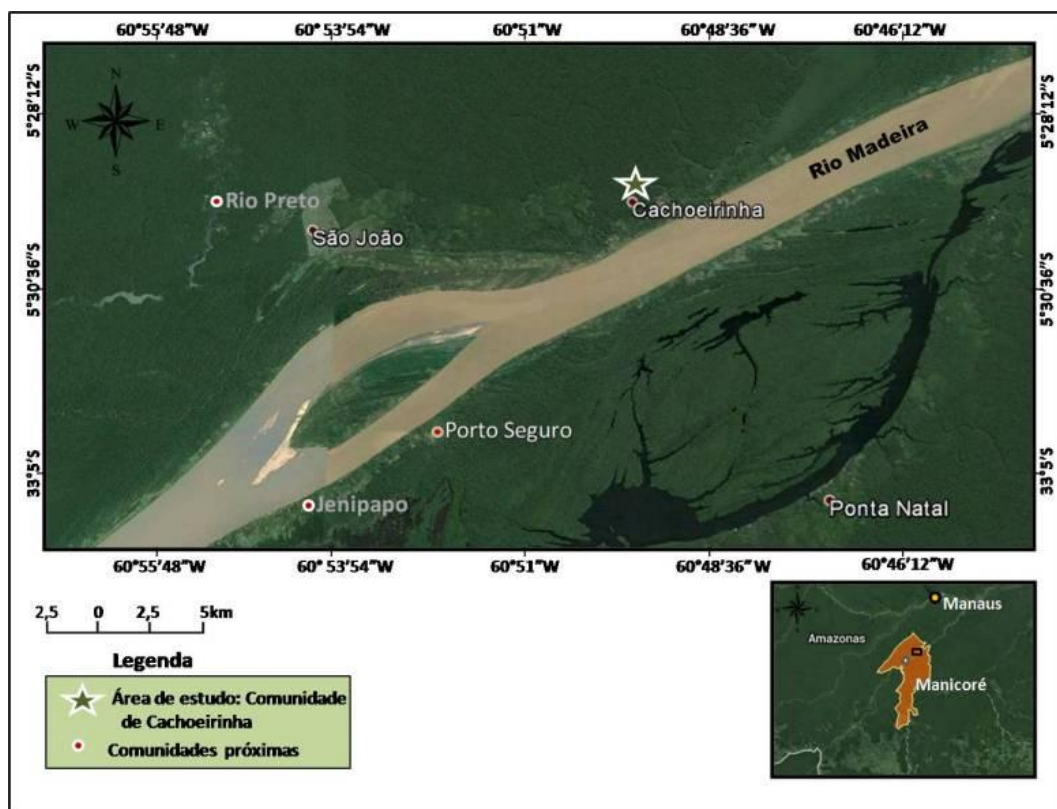 60°55'48"W 60°53'54"W 60°51"W 60°48'36"W 60°46'12"W
5°28'12"S 5°28'12"S
N
W E
S
Rio Madeira
Rio Preto
Cachoeirinha
São João
5°30'36"S 5°30'36"S
Porto Seguro
33°5'S 33°5'S
Jenipapo
Ponta Natal
60°55'48"W 60°53'54"W 60°51"W 60°48'36"W 60°46'12"W
2,5 0 2,5 5km
Legenda
Área de estudo: Comunidade
de Cachoeirinha
Comunidades próximas
Manaus
Amazonas
Manicoré